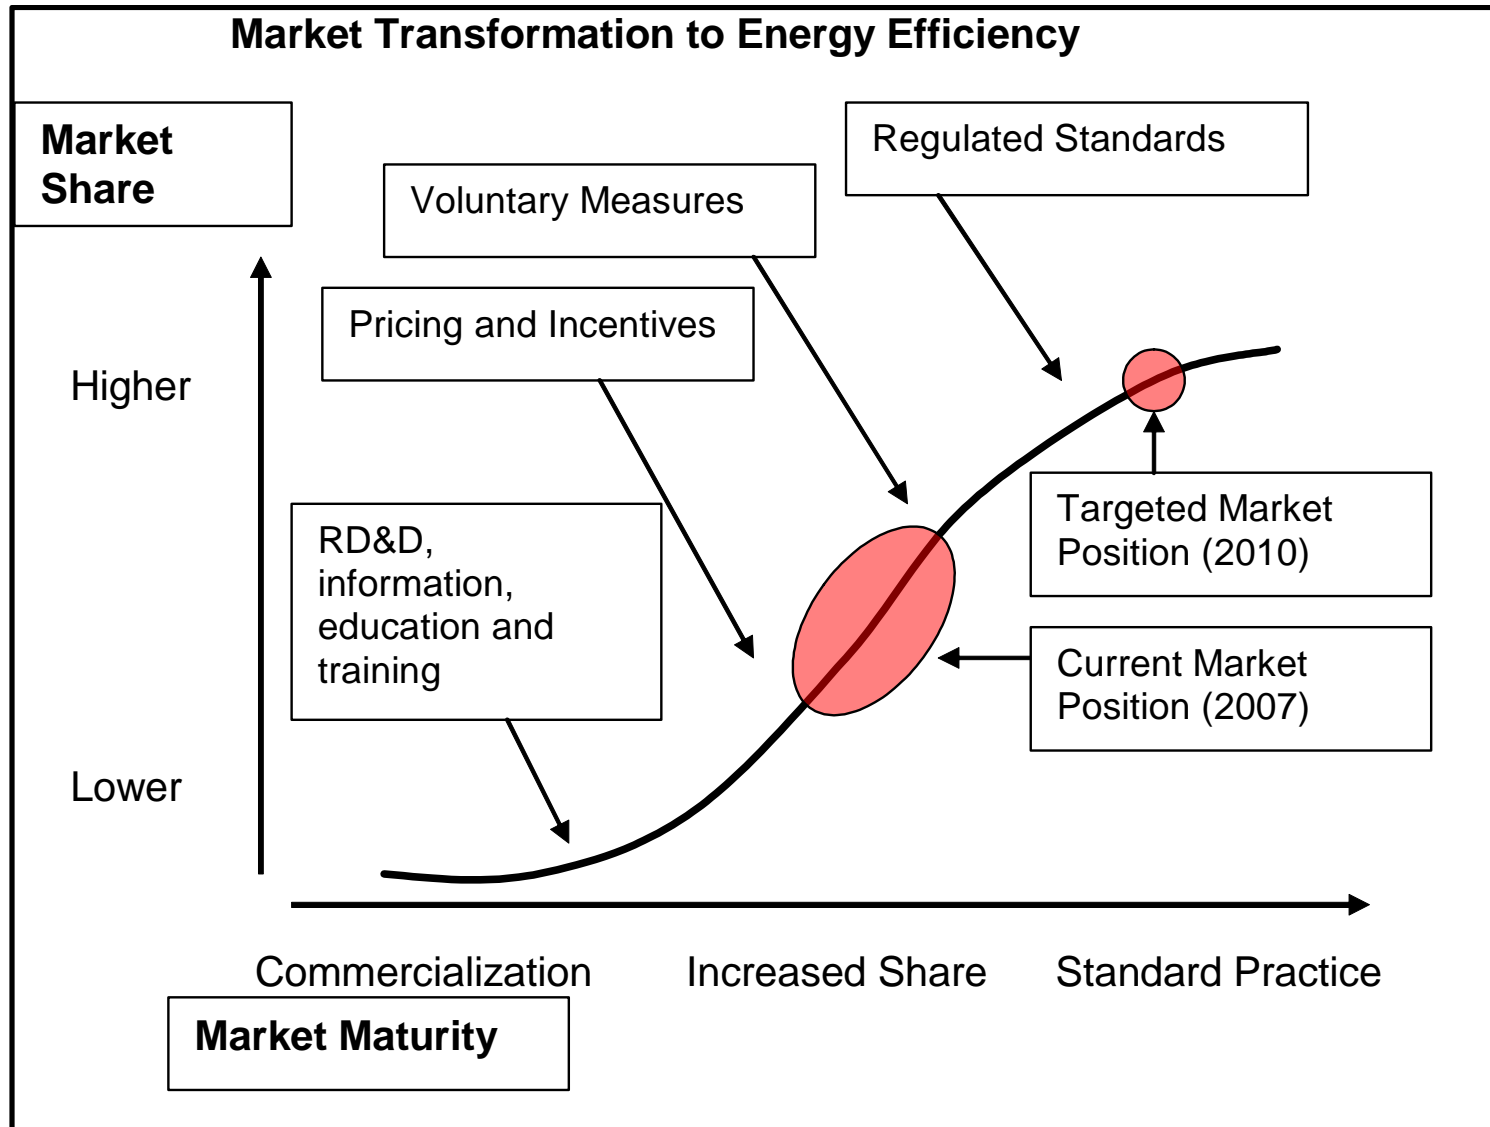 Market Transformation to Energy Efficiency
Market
Share
Regulated Standards
Voluntary Measures
Pricing and Incentives
Higher
RD&D,
information,
education and
training
Targeted Market
Position (2010)
Current Market
Position (2007)
Lower
Commercialization
Increased Share
Standard Practice
Market Maturity